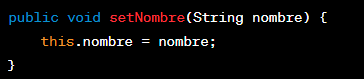 public void setNombre(String nombre) {
    this.nombre = nombre;
}